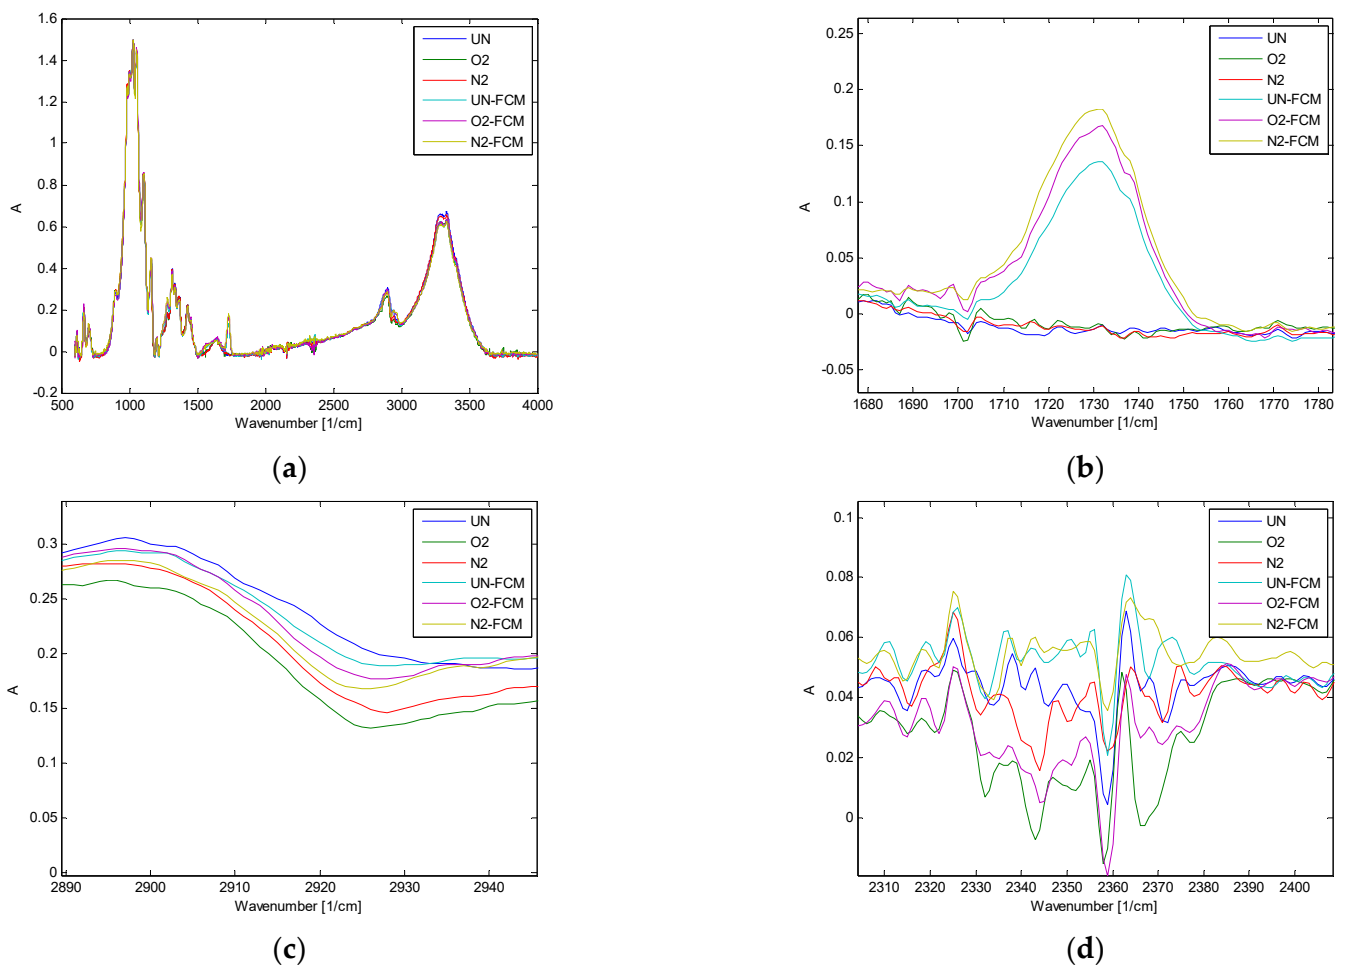 1.6
1.4
1.2
1
0.8
0.6
0.4
0.2
0
-0.2
A
500 1000 1500 2000 2500 3000 3500 4000
Wavenumber [1/cm]
UN
O2
N2
UN-FCM
O2-FCM
N2-FCM
(a)
0.25
0.2
0.15
0.1
0.05
0
-0.05
A
1680 1690 1700 1710 1720 1730 1740 1750 1760 1770 1780
Wavenumber [1/cm]
UN
O2
N2
UN-FCM
O2-FCM
N2-FCM
(b)
0.3
0.25
0.2
0.15
0.1
0.05
0
A
2890 2900 2910 2920 2930 2940
Wavenumber [1/cm]
UN
O2
N2
UN-FCM
O2-FCM
N2-FCM
(c)
0.1
0.08
0.06
0.04
0.02
0
A
2310 2320 2330 2340 2350 2360 2370 2380 2390 2400
Wavenumber [1/cm]
UN
O2
N2
UN-FCM
O2-FCM
N2-FCM
(d)